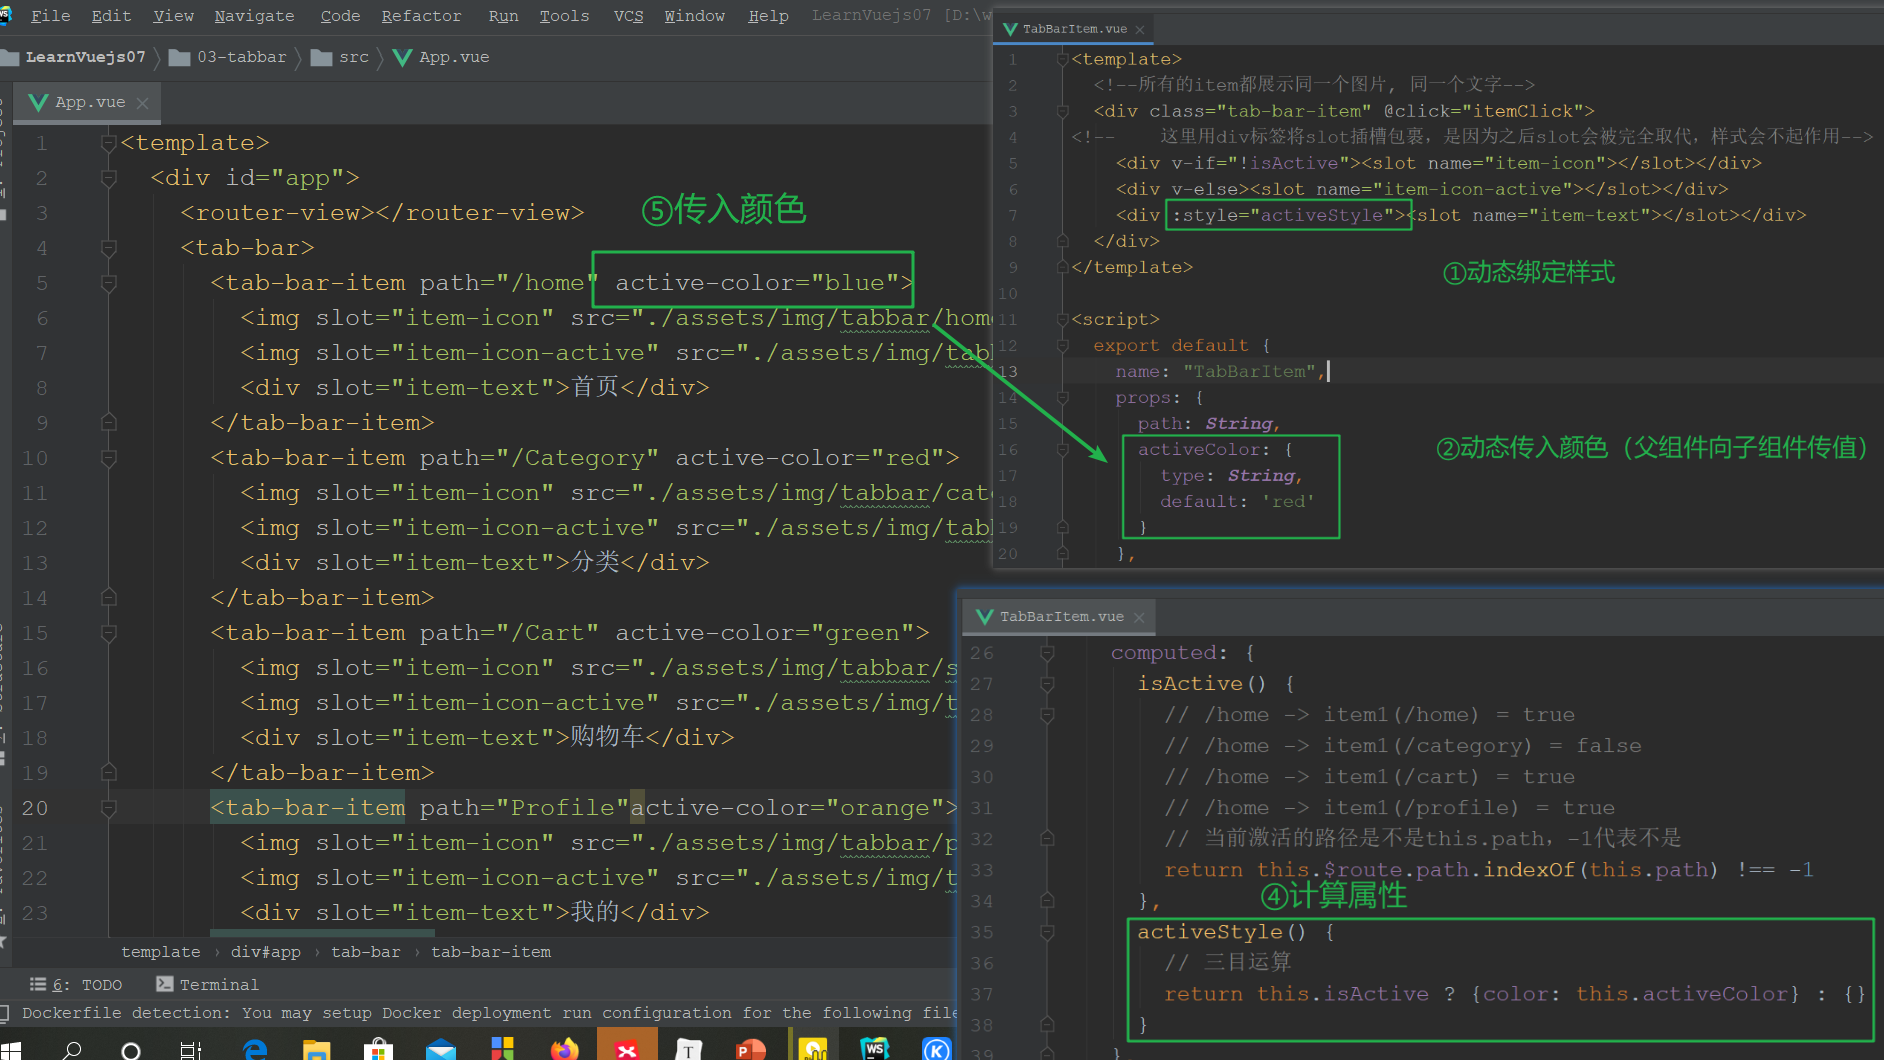 File Edit View Navigate Code Refactor Run Tools VCS Window Help LearnVuejs07 [D:\w
LearnVuejs07 03-tabbar src App.vue
App.vue
1 <template>
2 <div id="app">
3 <router-view></router-view>
4 <tab-bar>
5 <tab-bar-item path="/home" active-color="blue">
6 <img slot="item-icon" src="./assets/img/tabbar/home
7 <img slot="item-icon-active" src="./assets/img/tabb
8 <div slot="item-text">首页</div>
9 </tab-bar-item>
10 <tab-bar-item path="/Category" active-color="red">
11 <img slot="item-icon" src="./assets/img/tabbar/cate
12 <img slot="item-icon-active" src="./assets/img/tabb
13 <div slot="item-text">分类</div>
14 </tab-bar-item>
15 <tab-bar-item path="/Cart" active-color="green">
16 <img slot="item-icon" src="./assets/img/tabbar/s
17 <img slot="item-icon-active" src="./assets/img/t
18 <div slot="item-text">购物车</div>
19 </tab-bar-item>
20 <tab-bar-item path="Profile"active-color="orange">
21 <img slot="item-icon" src="./assets/img/tabbar/p
22 <img slot="item-icon-active" src="./assets/img/t
23 <div slot="item-text">我的</div>
⑤传入颜色
template › div#app › tab-bar › tab-bar-item
6: TODO Terminal
Dockerfile detection: You may setup Docker deployment run configuration for the following file
TabBarItem.vue
1 <template>
2 <!--所有的item都展示同一个图片, 同一个文字-->
3 <div class="tab-bar-item" @click="itemClick">
4 <!-- 这里用div标签将slot插槽包裹，是因为之后slot会被完全取代，样式会不起作用-->
5 <div v-if="!isActive"><slot name="item-icon"></slot></div>
6 <div v-else><slot name="item-icon-active"></slot></div>
7 <div :style="activeStyle"><slot name="item-text"></slot></div>
8 </div>
9 </template>
①动态绑定样式
10
11 <script>
12 export default {
13 name: "TabBarItem",
14 props: {
15 path: String,
16 activeColor: {
②动态传入颜色（父组件向子组件传值）
17 type: String,
18 default: 'red'
19 }
20 },
TabBarItem.vue
26 computed: {
27 isActive() {
28 // /home -> item1(/home) = true
29 // /home -> item1(/category) = false
30 // /home -> item1(/cart) = true
31 // /home -> item1(/profile) = true
32 // 当前激活的路径是不是this.path，-1代表不是
33 return this.$route.path.indexOf(this.path) !== -1
34 },
④计算属性
35 activeStyle() {
36 // 三目运算
37 return this.isActive ? {color: this.activeColor} : {}
38 }
39 }